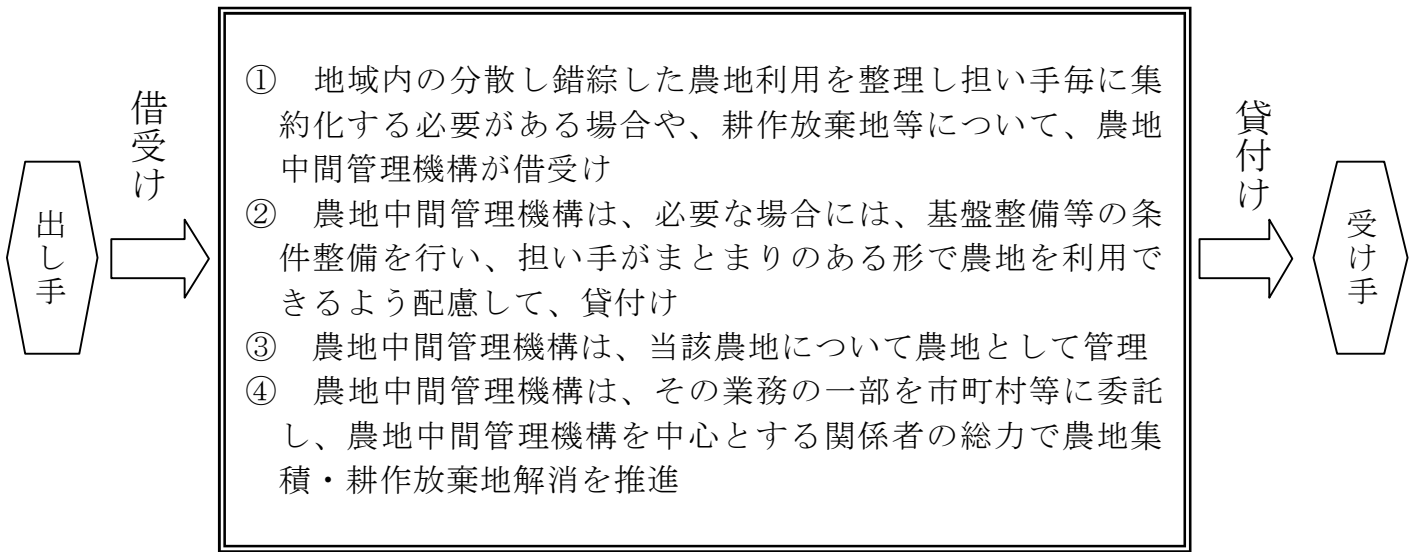 出し手
借受け
① 地域内の分散し錯綜した農地利用を整理し担い手毎に集
約化する必要がある場合や、耕作放棄地等について、農地
中間管理機構が借受け
② 農地中間管理機構は、必要な場合には、基盤整備等の条
件整備を行い、担い手がまとまりのある形で農地を利用で
きるよう配慮して、貸付け
③ 農地中間管理機構は、当該農地について農地として管理
④ 農地中間管理機構は、その業務の一部を市町村等に委託
し、農地中間管理機構を中心とする関係者の総力で農地集
積・耕作放棄地解消を推進
貸付け
受け手